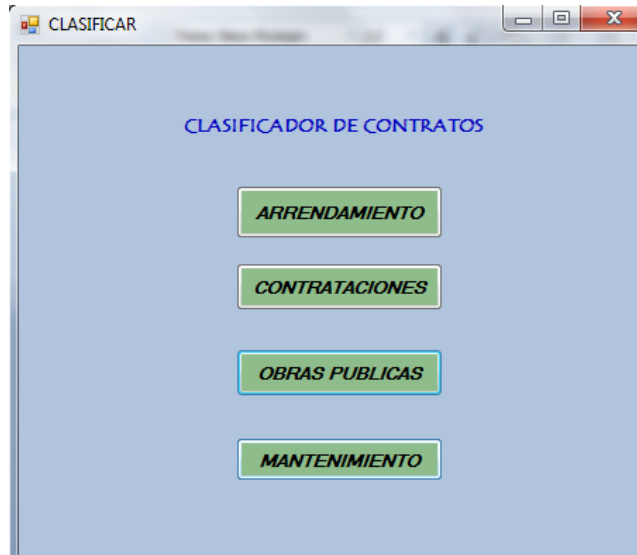 CLASIFICAR
CLASIFICADOR DE CONTRATOS
ARRENDAMIENTO
CONTRATACIONES
OBRAS PUBLICAS
MANTENIMIENTO